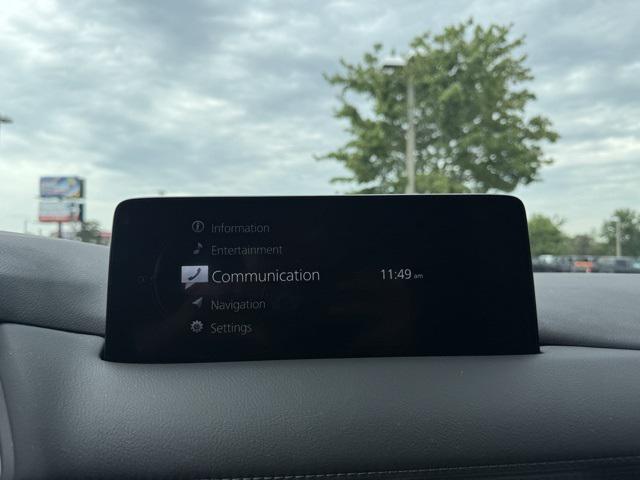 Information
Entertainment
Communication 11:49 am
Navigation
Settings